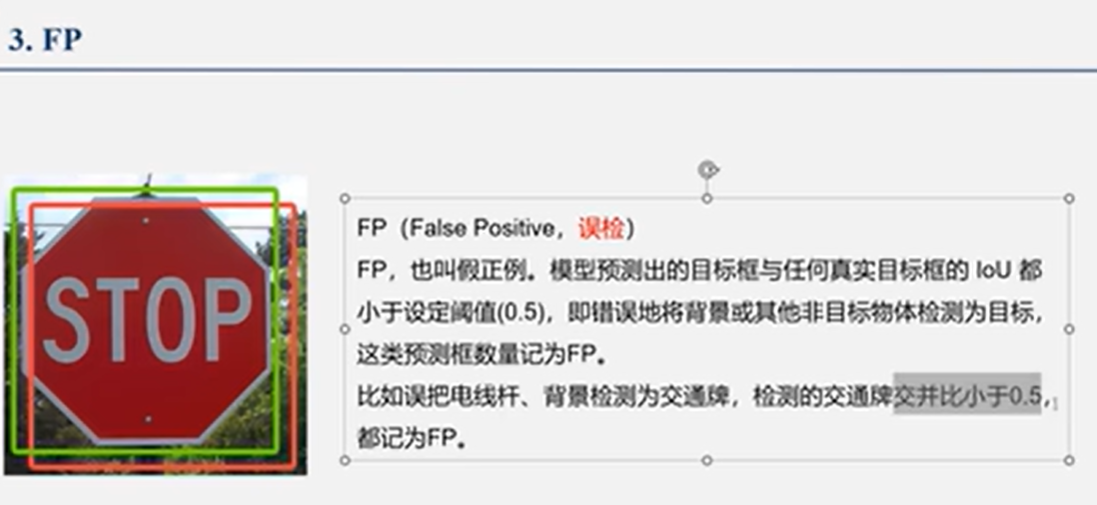 3. FP
STOP
FP（False Positive，误检）
FP，也叫假正例。模型预测出的目标框与任何真实目标框的 IoU 都
小于设定阈值(0.5)，即错误地将背景或其他非目标物体检测为目标，
这类预测框数量记为FP。
比如误把电线杆、背景检测为交通牌，检测的交通牌交并比小于0.5，
都记为FP。